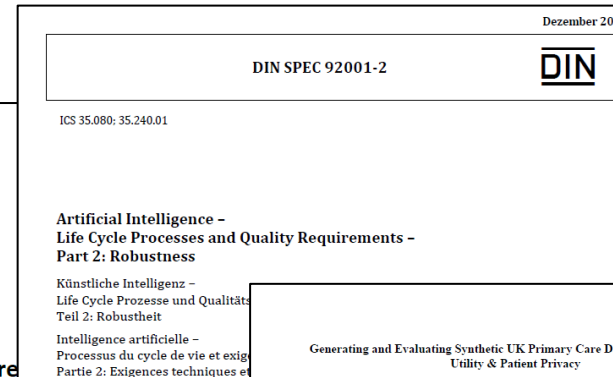 Dezember 20
DIN SPEC 92001-2
DIN
ICS 35.080; 35.240.01
Artificial Intelligence –
Life Cycle Processes and Quality Requirements –
Part 2: Robustness
Künstliche Intelligenz –
Life Cycle Prozesse und Qualitäts
Teil 2: Robustheit
Intelligence artificielle –
Processus du cycle de vie et exige
Partie 2: Exigences techniques et
re
Generating and Evaluating Synthetic UK Primary Care D
Utility & Patient Privacy